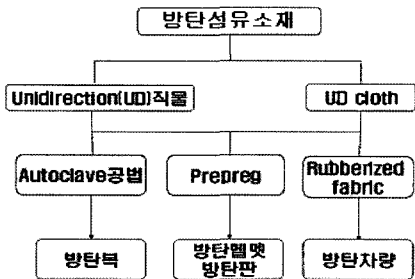 방탄섬유소재
Unidirection(UD)직물
UD cloth
Autoclave공법
Prepreg
Rubberized
fabric
방탄복
방탄헬멧
방탄판
방탄차량